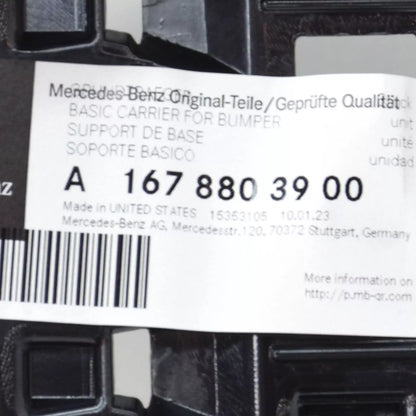 Mercedes-Benz Original-Teile/Geprüfte Qualität
BASIC CARRIER FOR BUMPER unit
SUPPORT DE BASE unité
SOPORTE BASICO unidad
A 167 880 39 00
Made in UNITED STATES 15353105 10.01.23
Mercedes-Benz AG, Mercedesstr.120, 70372 Stuttgart, Germany
More information on
http://p.mb-qr.com